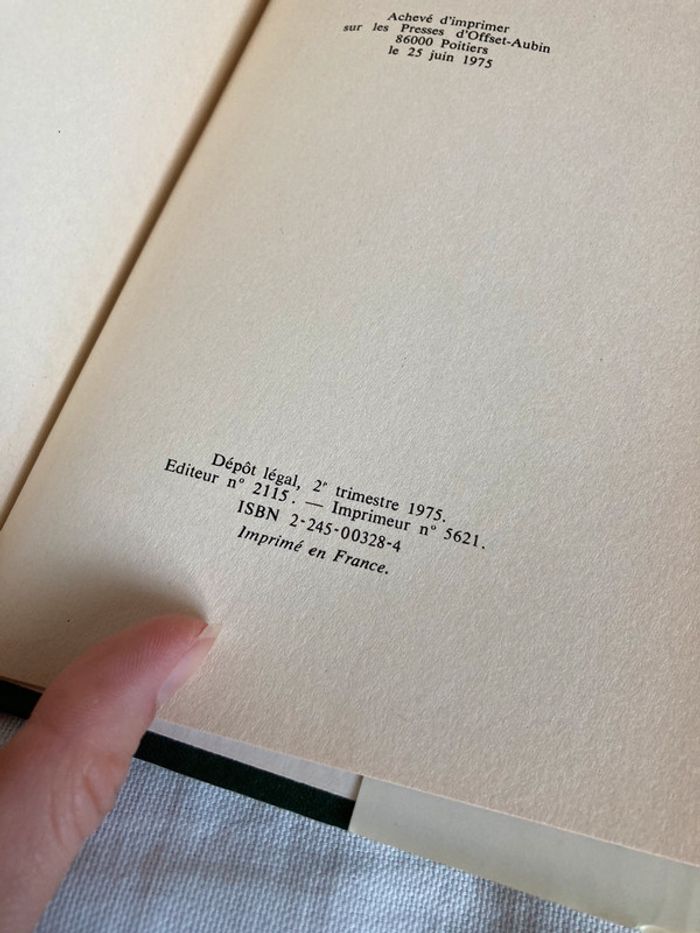 Achevé d'imprimer
sur les Presses d'Offset-Aubin
86000 Poitiers
le 25 juin 1975
Dépôt légal, 2ᵉ trimestre 1975.
Editeur n° 2115. — Imprimeur n° 5621.
ISBN 2-245-00328-4
Imprimé en France.